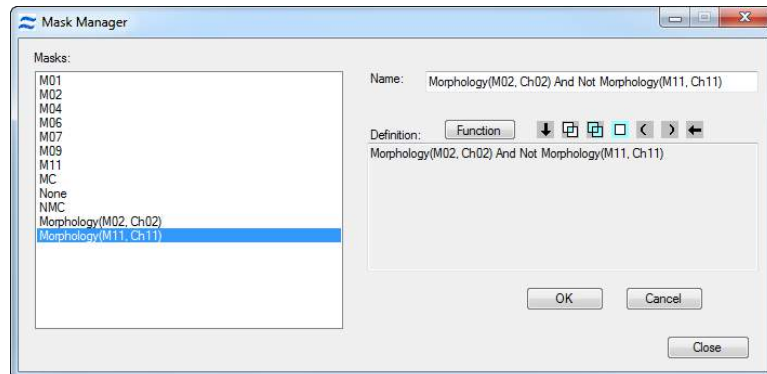 Mask Manager
Masks:
M01
M02
M04
M06
M07
M09
M11
MC
None
NMC
Morphology(M02, Ch02)
Morphology(M11, Ch11)
Name: Morphology(M02, Ch02) And Not Morphology(M11, Ch11)
Definition: Function
Morphology(M02, Ch02) And Not Morphology(M11, Ch11)
OK Cancel
Close